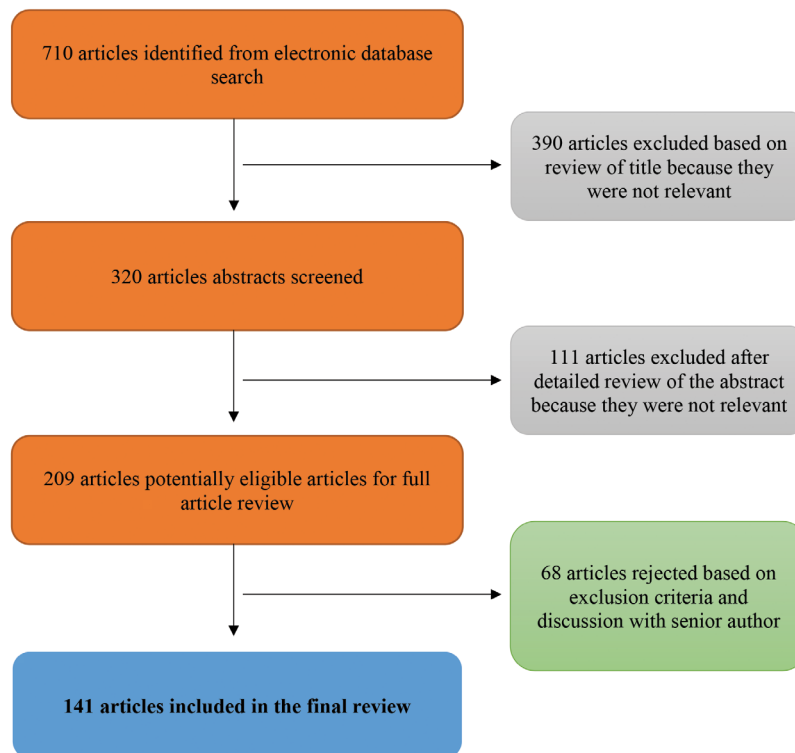 710 articles identified from electronic database
search
390 articles excluded based on
review of title because they
were not relevant
320 articles abstracts screened
111 articles excluded after
detailed review of the abstract
because they were not relevant
209 articles potentially eligible articles for full
article review
68 articles rejected based on
exclusion criteria and
discussion with senior author
141 articles included in the final review